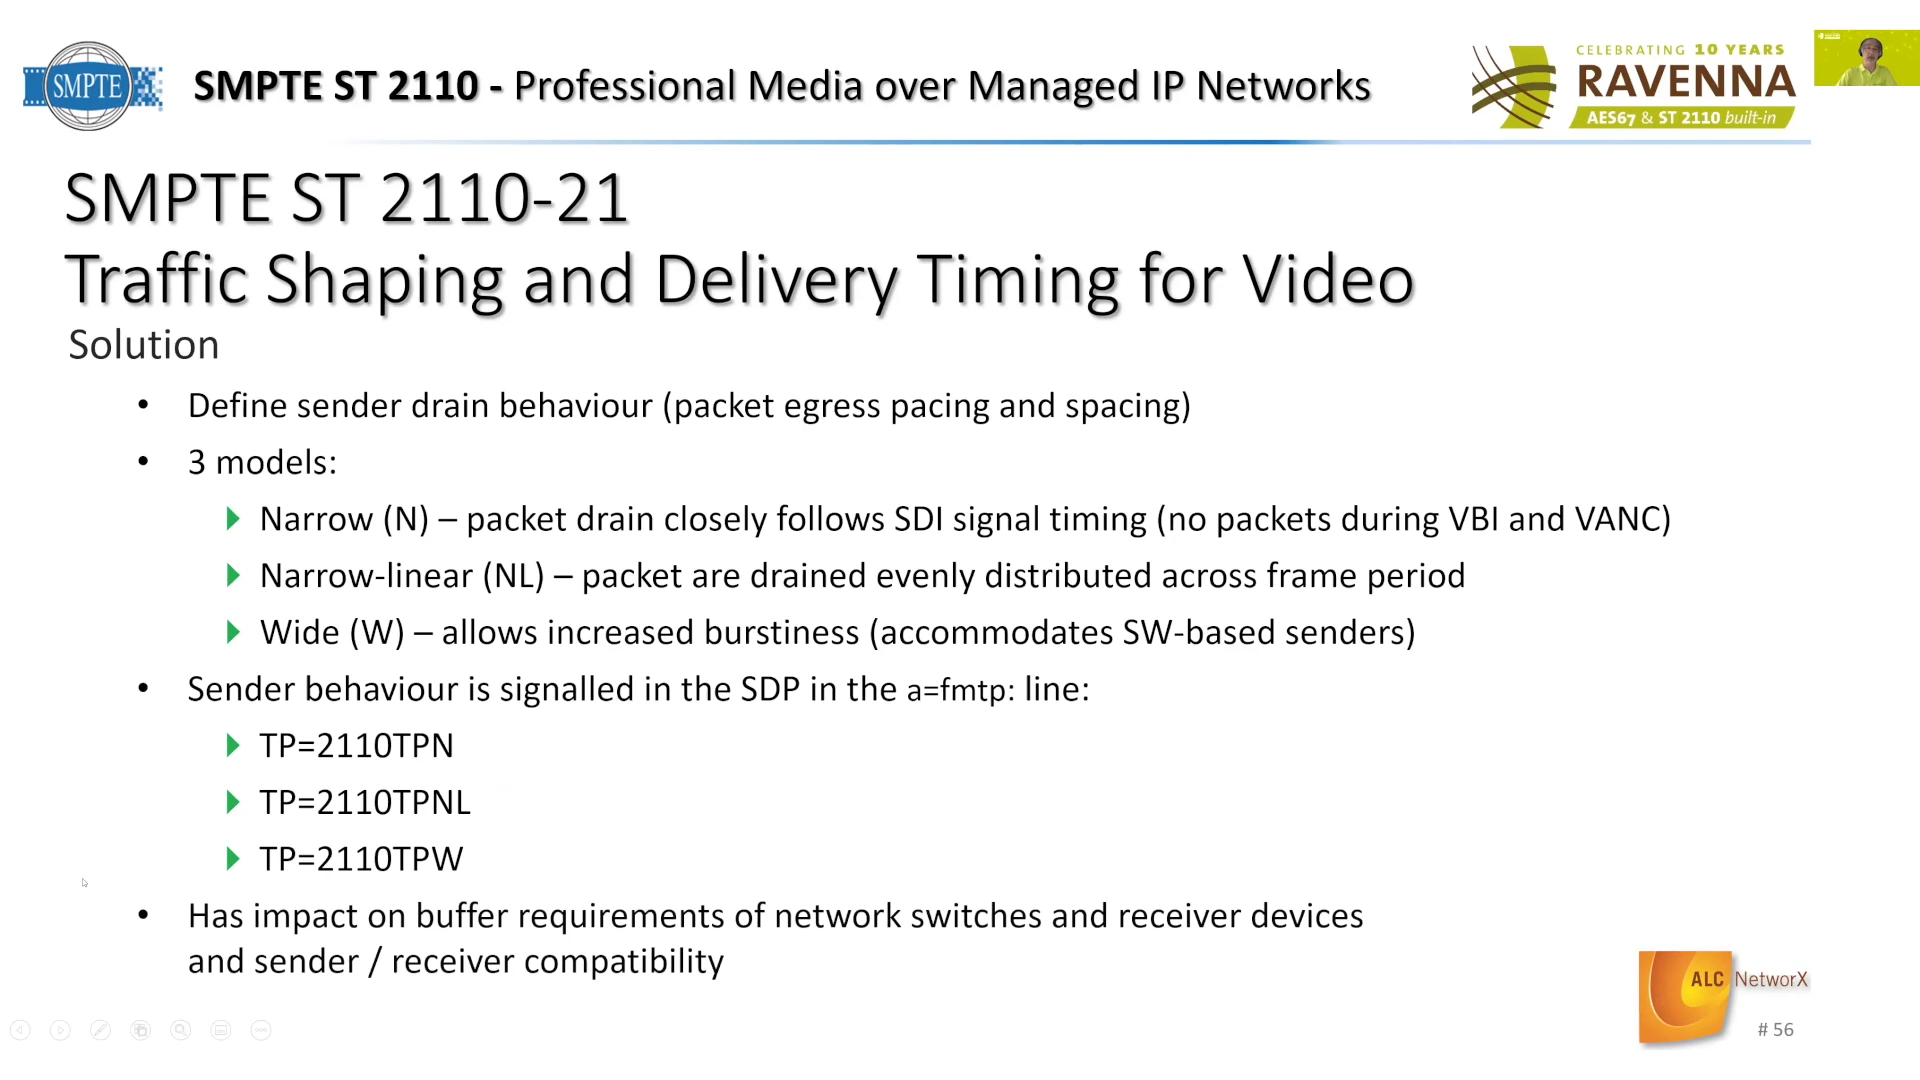 SMPTE
SMPTE ST 2110 - Professional Media over Managed IP Networks
CELEBRATING 10 YEARS
RAVENNA
AES67 & ST 2110 built-in
SMPTE ST 2110-21
Traffic Shaping and Delivery Timing for Video
Solution
• Define sender drain behaviour (packet egress pacing and spacing)
• 3 models:
Narrow (N) – packet drain closely follows SDI signal timing (no packets during VBI and VANC)
Narrow-linear (NL) – packet are drained evenly distributed across frame period
Wide (W) – allows increased burstiness (accommodates SW-based senders)
• Sender behaviour is signalled in the SDP in the a=fmtp: line:
TP=2110TPN
TP=2110TPNL
TP=2110TPW
• Has impact on buffer requirements of network switches and receiver devices
and sender / receiver compatibility
ALC NetworX
# 56